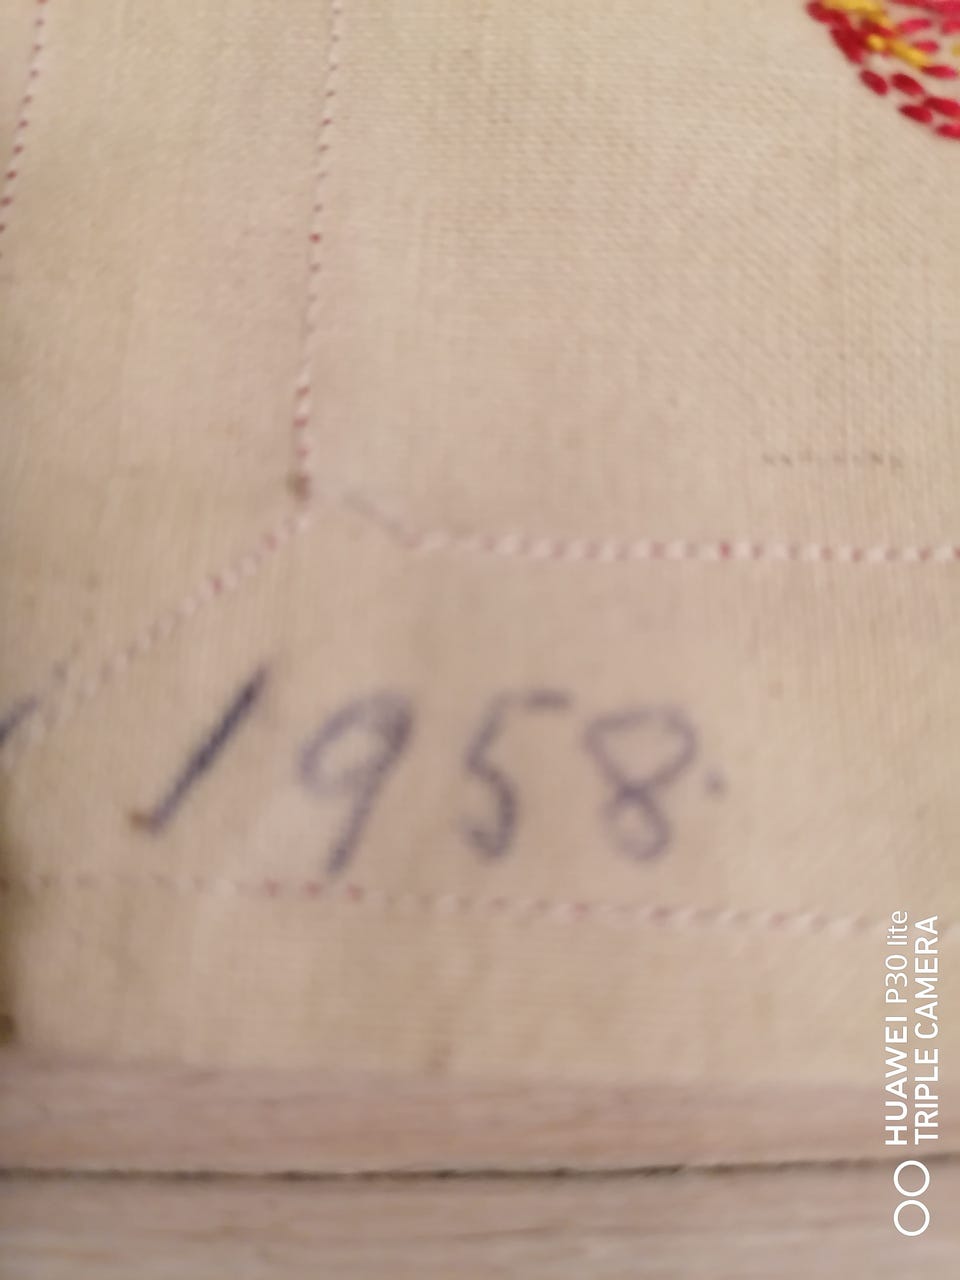 1958.
HUAWEI P30 lite
TRIPLE CAMERA